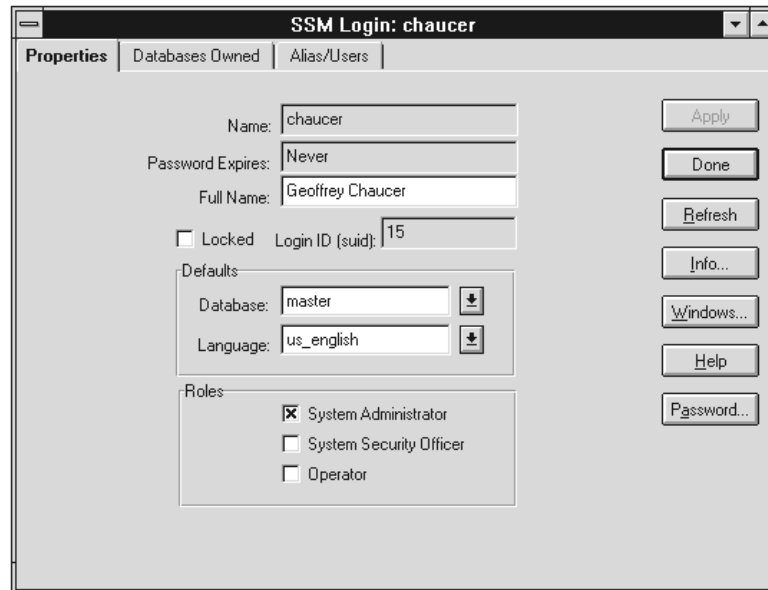 SSM Login: chaucer
Properties Databases Owned Alias/Users
Name: chaucer
Password Expires: Never
Full Name: Geoffrey Chaucer
Locked Login ID (suid): 15
Defaults
Database: master
Language: us_english
Roles
System Administrator
System Security Officer
Operator
Apply
Done
Refresh
Info...
Windows...
Help
Password...